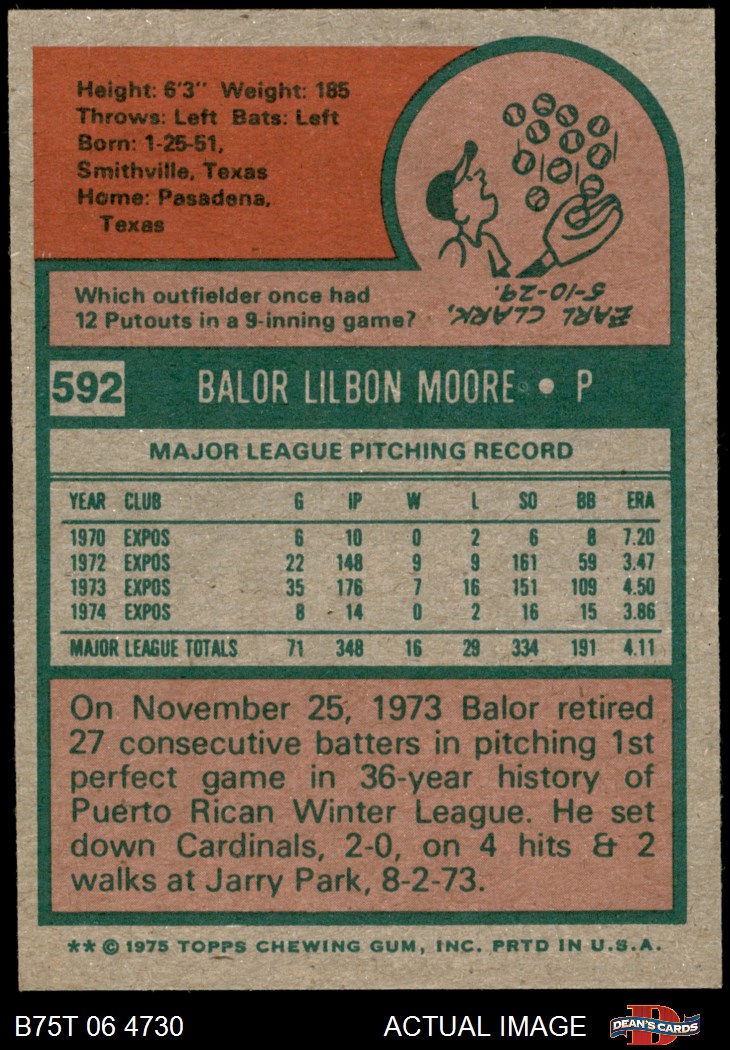 Height: 6'3" Weight: 185
Throws: Left Bats: Left
Born: 1-25-51,
Smithville, Texas
Home: Pasadena,
Texas
Which outfielder once had
12 Putouts in a 9-inning game?
EARL CLARK,
5-10-29.
592 BALOR LILBON MOORE • P
MAJOR LEAGUE PITCHING RECORD
YEAR CLUB G IP W L SO BB ERA
1970 EXPOS 6 10 0 2 6 8 7.20
1972 EXPOS 22 148 9 9 161 59 3.47
1973 EXPOS 35 176 7 16 151 109 4.50
1974 EXPOS 8 14 0 2 16 15 3.86
MAJOR LEAGUE TOTALS 71 348 16 29 334 191 4.11
On November 25, 1973 Balor retired
27 consecutive batters in pitching 1st
perfect game in 36-year history of
Puerto Rican Winter League. He set
down Cardinals, 2-0, on 4 hits & 2
walks at Jarry Park, 8-2-73.
** © 1975 TOPPS CHEWING GUM, INC. PRTD IN U.S.A.
B75T 06 4730 ACTUAL IMAGE D DEAN'S CARDS